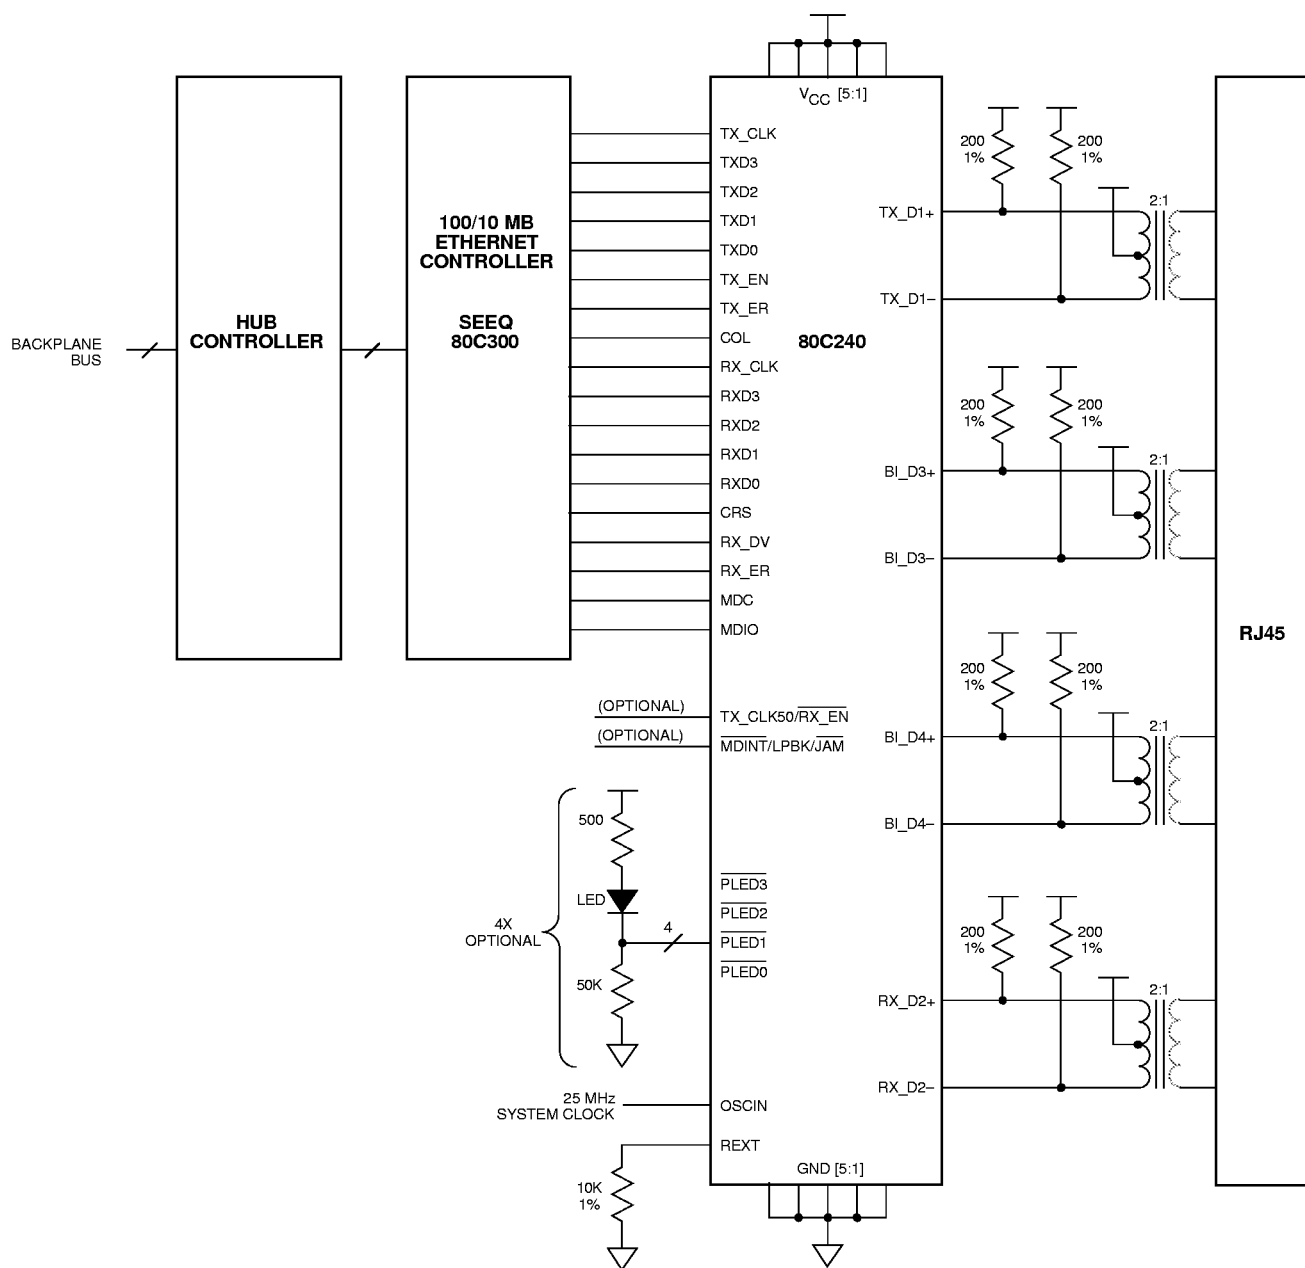 V_CC [5:1]
BACKPLANE
BUS
HUB
CONTROLLER
100/10 MB
ETHERNET
CONTROLLER
SEEQ
80C300
TX_CLK
TXD3
TXD2
TXD1
TXD0
TX_EN
TX_ER
COL
RX_CLK
RXD3
RXD2
RXD1
RXD0
CRS
RX_DV
RX_ER
MDC
MDIO
80C240
(OPTIONAL)
TX_CLK50/RX_EN
(OPTIONAL)
MDINT/LPBK/JAM
4X
OPTIONAL
500
LED
50K
4
PLED3
PLED2
PLED1
PLED0
25 MHz
SYSTEM CLOCK
OSCIN
REXT
10K
1%
GND [5:1]
TX_D1+
TX_D1–
200
1%
200
1%
2:1
BI_D3+
BI_D3–
200
1%
200
1%
2:1
BI_D4+
BI_D4–
200
1%
200
1%
2:1
RX_D2+
RX_D2–
200
1%
200
1%
2:1
RJ45